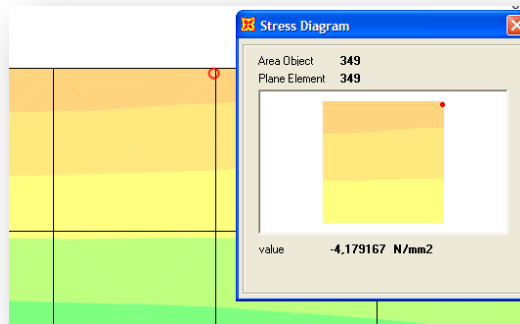 Stress Diagram
Area Object 349
Plane Element 349
value -4,179167 N/mm2